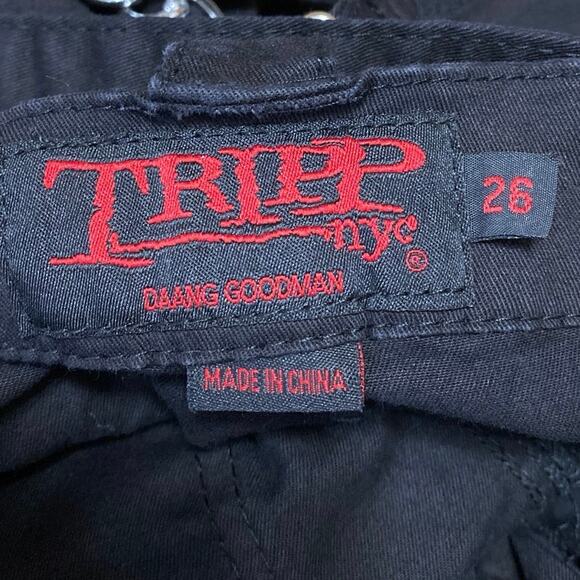 TRIPP
nyc®
DAANG GOODMAN
26
MADE IN CHINA